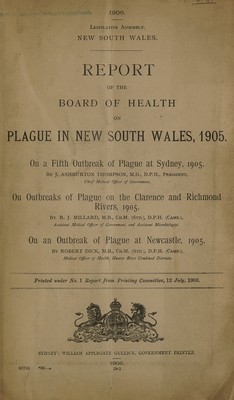 1906.
Legislative Assembly.
NEW SOUTH WALES.
REPORT
OF THE
BOARD OF HEALTH
ON
PLAGUE IN NEW SOUTH WALES, 1905.
On a Fifth Outbreak of Plague at Sydney, 1905.
By J. ASHBURTON THOMPSON, M.D., D.P.H., President,
Chief Medical Officer of Government.
On Outbreaks of Plague on the Clarence and Richmond
Rivers, 1905.
By R. J. MILLARD, M.B., Ch.M. (Syd.), D.P.H. (Camb.),
Assistant Medical Officer of Government and Assistant Microbiologist.
On an Outbreak of Plague at Newcastle, 1905.
By ROBERT DICK, M.B., Ch.M. (Syd.), D.P.H. (Camb.),
Medical Officer of Health, Hunter River Combined Districts.
Printed under No. 1 Report from Printing Committee, 12 July, 1906.
SYDNEY: WILLIAM APPLEGATE GULLICK, GOVERNMENT PRINTER.
1906.